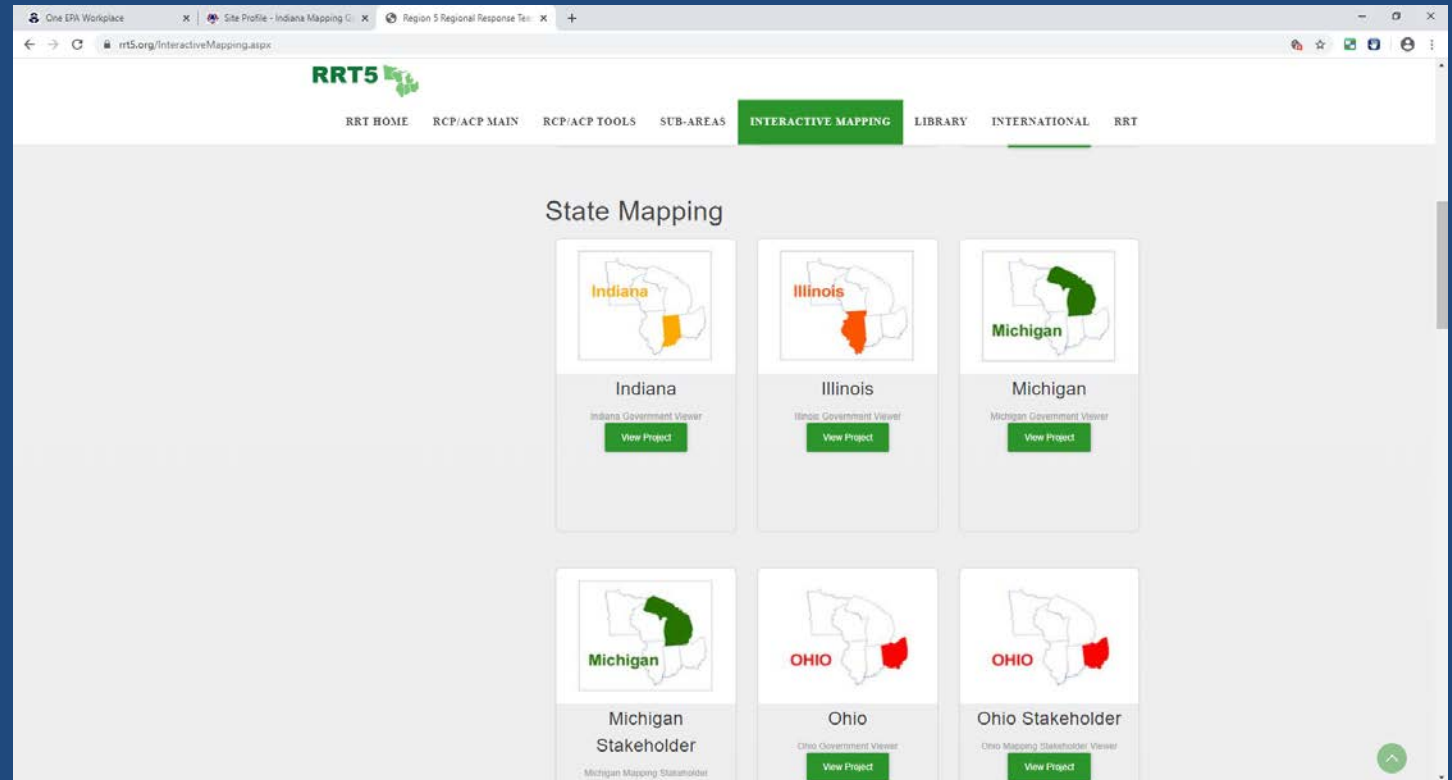 One EPA Workplace
Site Profile - Indiana Mapping G
Region 5 Regional Response Tea
rrt5.org/InteractiveMapping.aspx
RRT5
RRT HOME RCP/ACP MAIN RCP/ACP TOOLS SUB-AREAS INTERACTIVE MAPPING LIBRARY INTERNATIONAL RRT
State Mapping
Indiana
Illinois
Michigan
Indiana Illinois Michigan
Indiana Government Viewer Illinois Government Viewer Michigan Government Viewer
View Project View Project View Project
Michigan
OHIO
OHIO
Michigan
Stakeholder
Ohio
Ohio Stakeholder
Michigan Mapping Stakeholder
Ohio Government Viewer
Ohio Mapping Stakeholder Viewer
View Project View Project